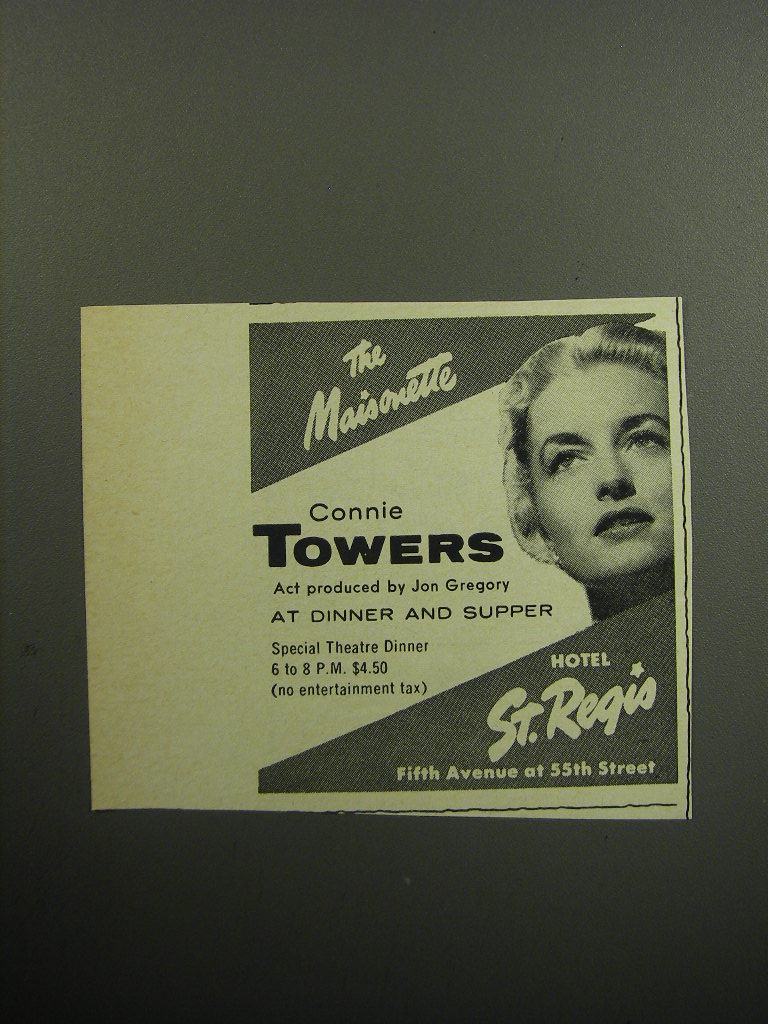 The
Maisonette
Connie
TOWERS
Act produced by Jon Gregory
AT DINNER AND SUPPER
Special Theatre Dinner
6 to 8 P.M. $4.50
(no entertainment tax)
HOTEL
St. Regis
Fifth Avenue at 55th Street